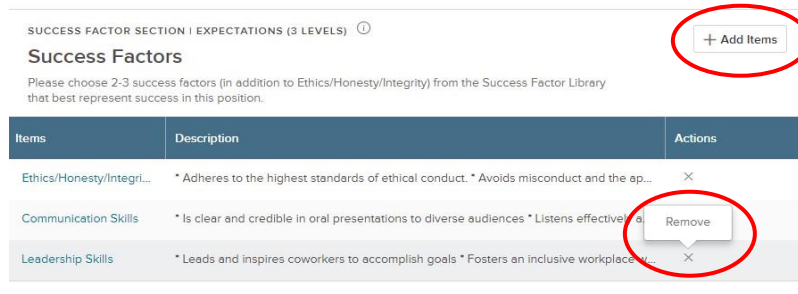 SUCCESS FACTOR SECTION | EXPECTATIONS (3 LEVELS) i
+ Add Items
Success Factors
Please choose 2-3 success factors (in addition to Ethics/Honesty/Integrity) from the Success Factor Library
that best represent success in this position.
Items Description Actions
Ethics/Honesty/Integri... * Adheres to the highest standards of ethical conduct. * Avoids misconduct and the ap... ×
Communication Skills * Is clear and credible in oral presentations to diverse audiences * Listens effectively a...
Remove
Leadership Skills * Leads and inspires coworkers to accomplish goals * Fosters an inclusive workplace w... ×